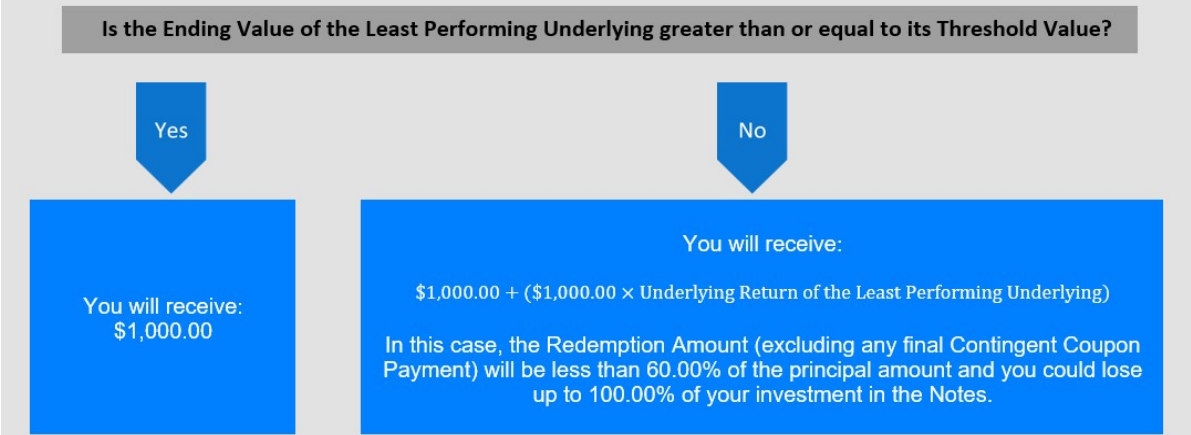 Is the Ending Value of the Least Performing Underlying greater than or equal to its Threshold Value?
Yes
No
You will receive:
$1,000.00
You will receive:
$1,000.00 + ($1,000.00 × Underlying Return of the Least Performing Underlying)
In this case, the Redemption Amount (excluding any final Contingent Coupon
Payment) will be less than 60.00% of the principal amount and you could lose
up to 100.00% of your investment in the Notes.